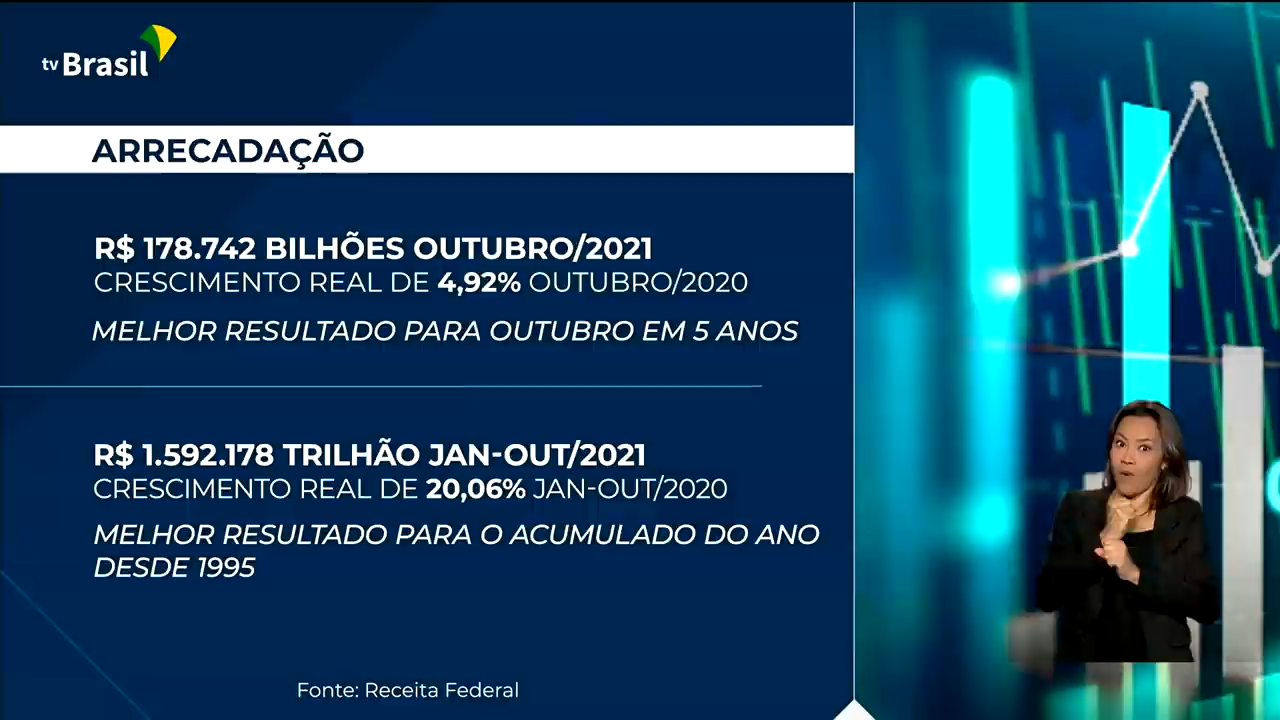 tv Brasil
ARRECADAÇÃO
R$ 178.742 BILHÕES OUTUBRO/2021
CRESCIMENTO REAL DE 4,92% OUTUBRO/2020
MELHOR RESULTADO PARA OUTUBRO EM 5 ANOS
R$ 1.592.178 TRILHÃO JAN-OUT/2021
CRESCIMENTO REAL DE 20,06% JAN-OUT/2020
MELHOR RESULTADO PARA O ACUMULADO DO ANO
DESDE 1995
Fonte: Receita Federal